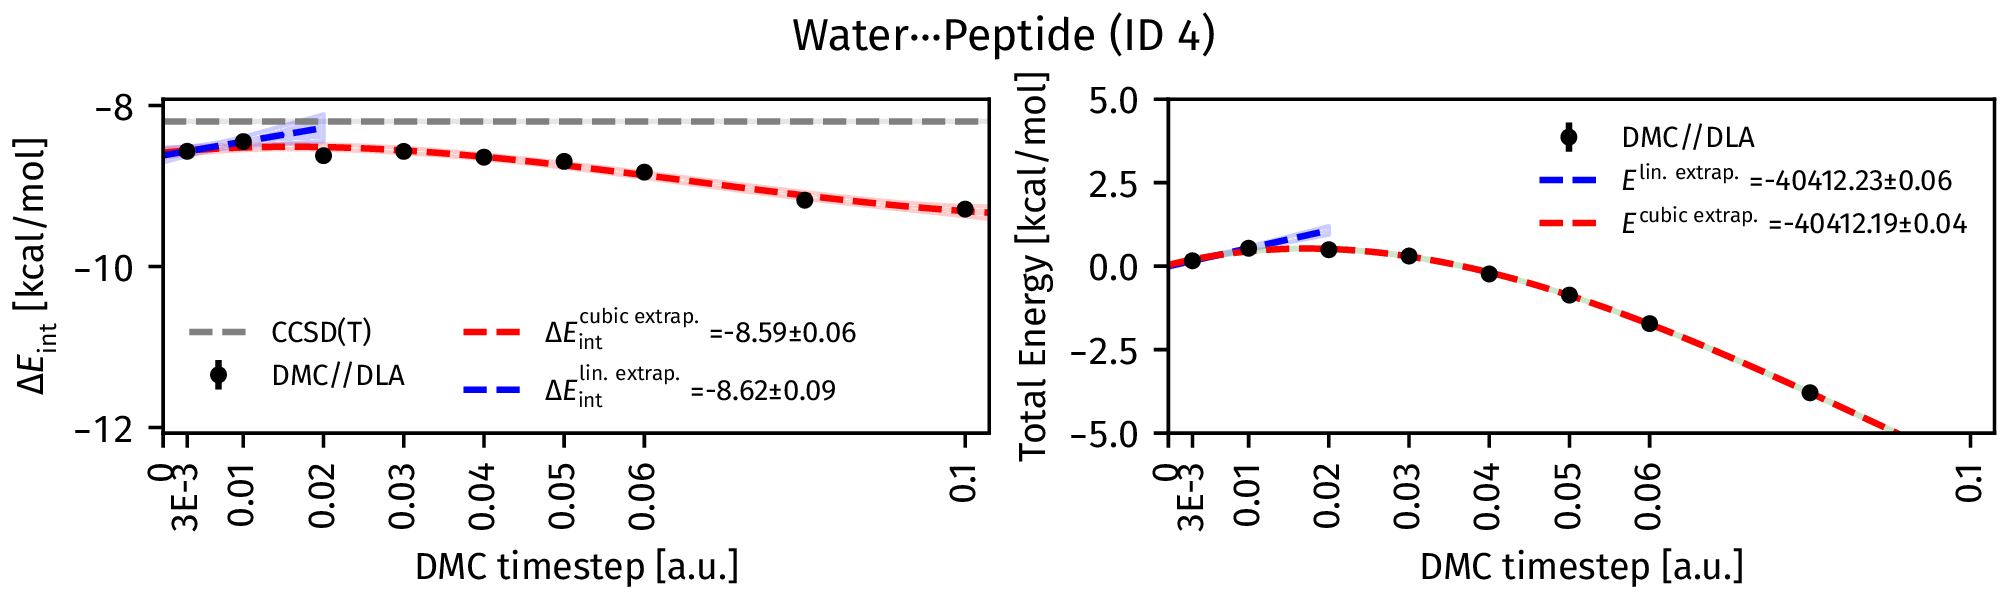 Water···Peptide (ID 4)
ΔE_int [kcal/mol]
−8
−10
−12
CCSD(T)
DMC//DLA
ΔE_int^cubic extrap. =-8.59±0.06
ΔE_int^lin. extrap. =-8.62±0.09
0
3E-3
0.01
0.02
0.03
0.04
0.05
0.06
0.1
DMC timestep [a.u.]
Total Energy [kcal/mol]
5.0
2.5
0.0
−2.5
−5.0
DMC//DLA
E^lin. extrap. =-40412.23±0.06
E^cubic extrap. =-40412.19±0.04
0
3E-3
0.01
0.02
0.03
0.04
0.05
0.06
0.1
DMC timestep [a.u.]